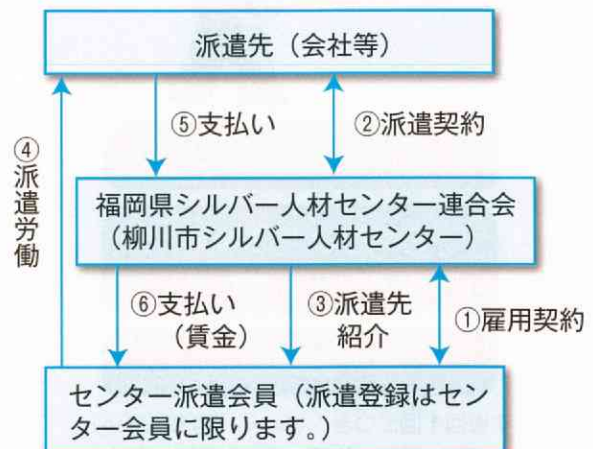 派遣先（会社等）
⑤支払い
②派遣契約
④派遣労働
福岡県シルバー人材センター連合会
（柳川市シルバー人材センター）
⑥支払い
（賃金）
③派遣先
紹介
①雇用契約
センター派遣会員（派遣登録はセン
ター会員に限ります。）